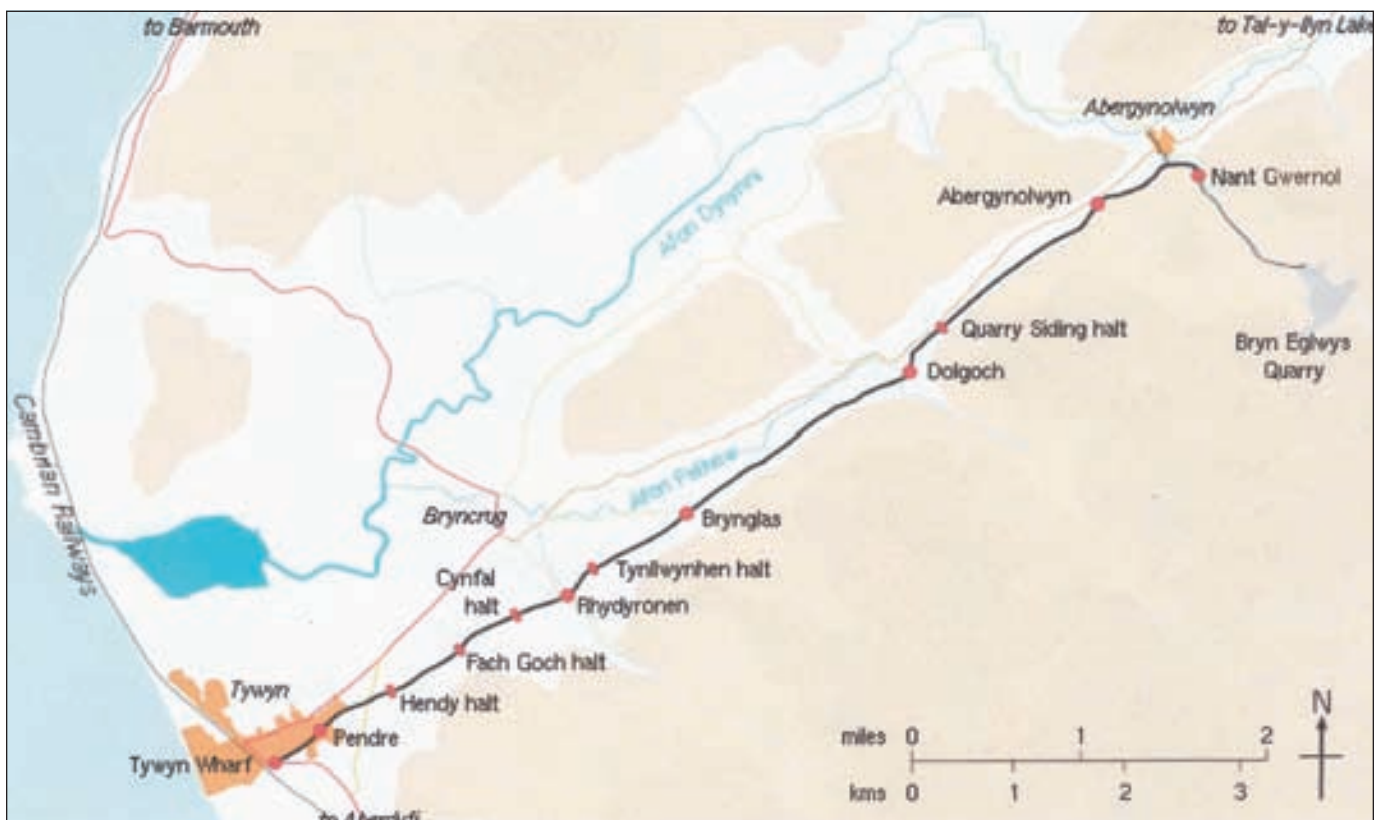 to Barmouth
to Tal-y-llyn Lake
Abergynolwyn
Nant Gwernol
Abergynolwyn
Afon Dysynni
Quarry Siding halt
Bryn Eglwys
Quarry
Dolgoch
Cambrian Railways
Afon Fathew
Bryncrug
Brynglas
Cynfal
halt
Tynllwynhen halt
Rhydyronen
Fach Goch halt
Tywyn
Hendy halt
N
Pendre
miles 0 1 2
Tywyn Wharf
kms 0 1 2 3
to Aberdyfi